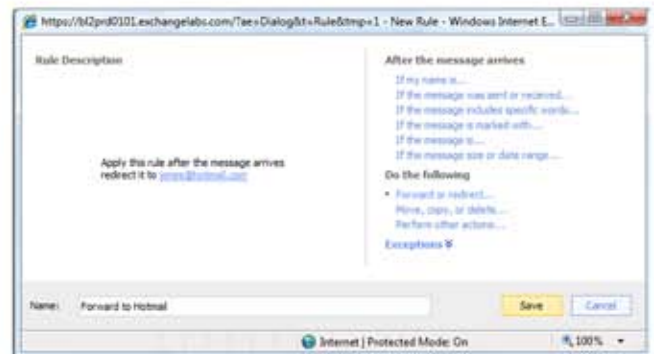 https://bl2prd0101.exchangelabs.com/?ae=Dialog&t=Rule&tmp=1 - New Rule - Windows Internet E...
Rule Description
Apply this rule after the message arrives
redirect it to @hotmail.com
After the message arrives
If my name is...
If the message was sent or received...
If the message includes specific words...
If the message is marked with...
If the message is...
If the message size or date range...
Do the following
• Forward or redirect...
Move, copy, or delete...
Perform other actions...
Exceptions
Name:
Forward to Hotmail
Save
Cancel
Internet | Protected Mode: On
100%